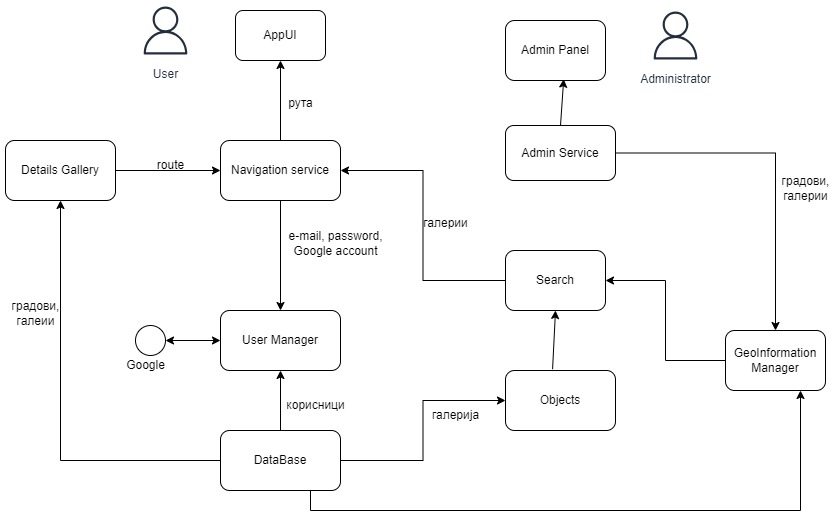 AppUI
Admin Panel
User
Administrator
рута
Details Gallery
route
Navigation service
Admin Service
градови,
галерии
галерии
e-mail, password,
Google account
Search
градови,
галеии
User Manager
Google
GeoInformation
Manager
корисници
галерија
Objects
DataBase